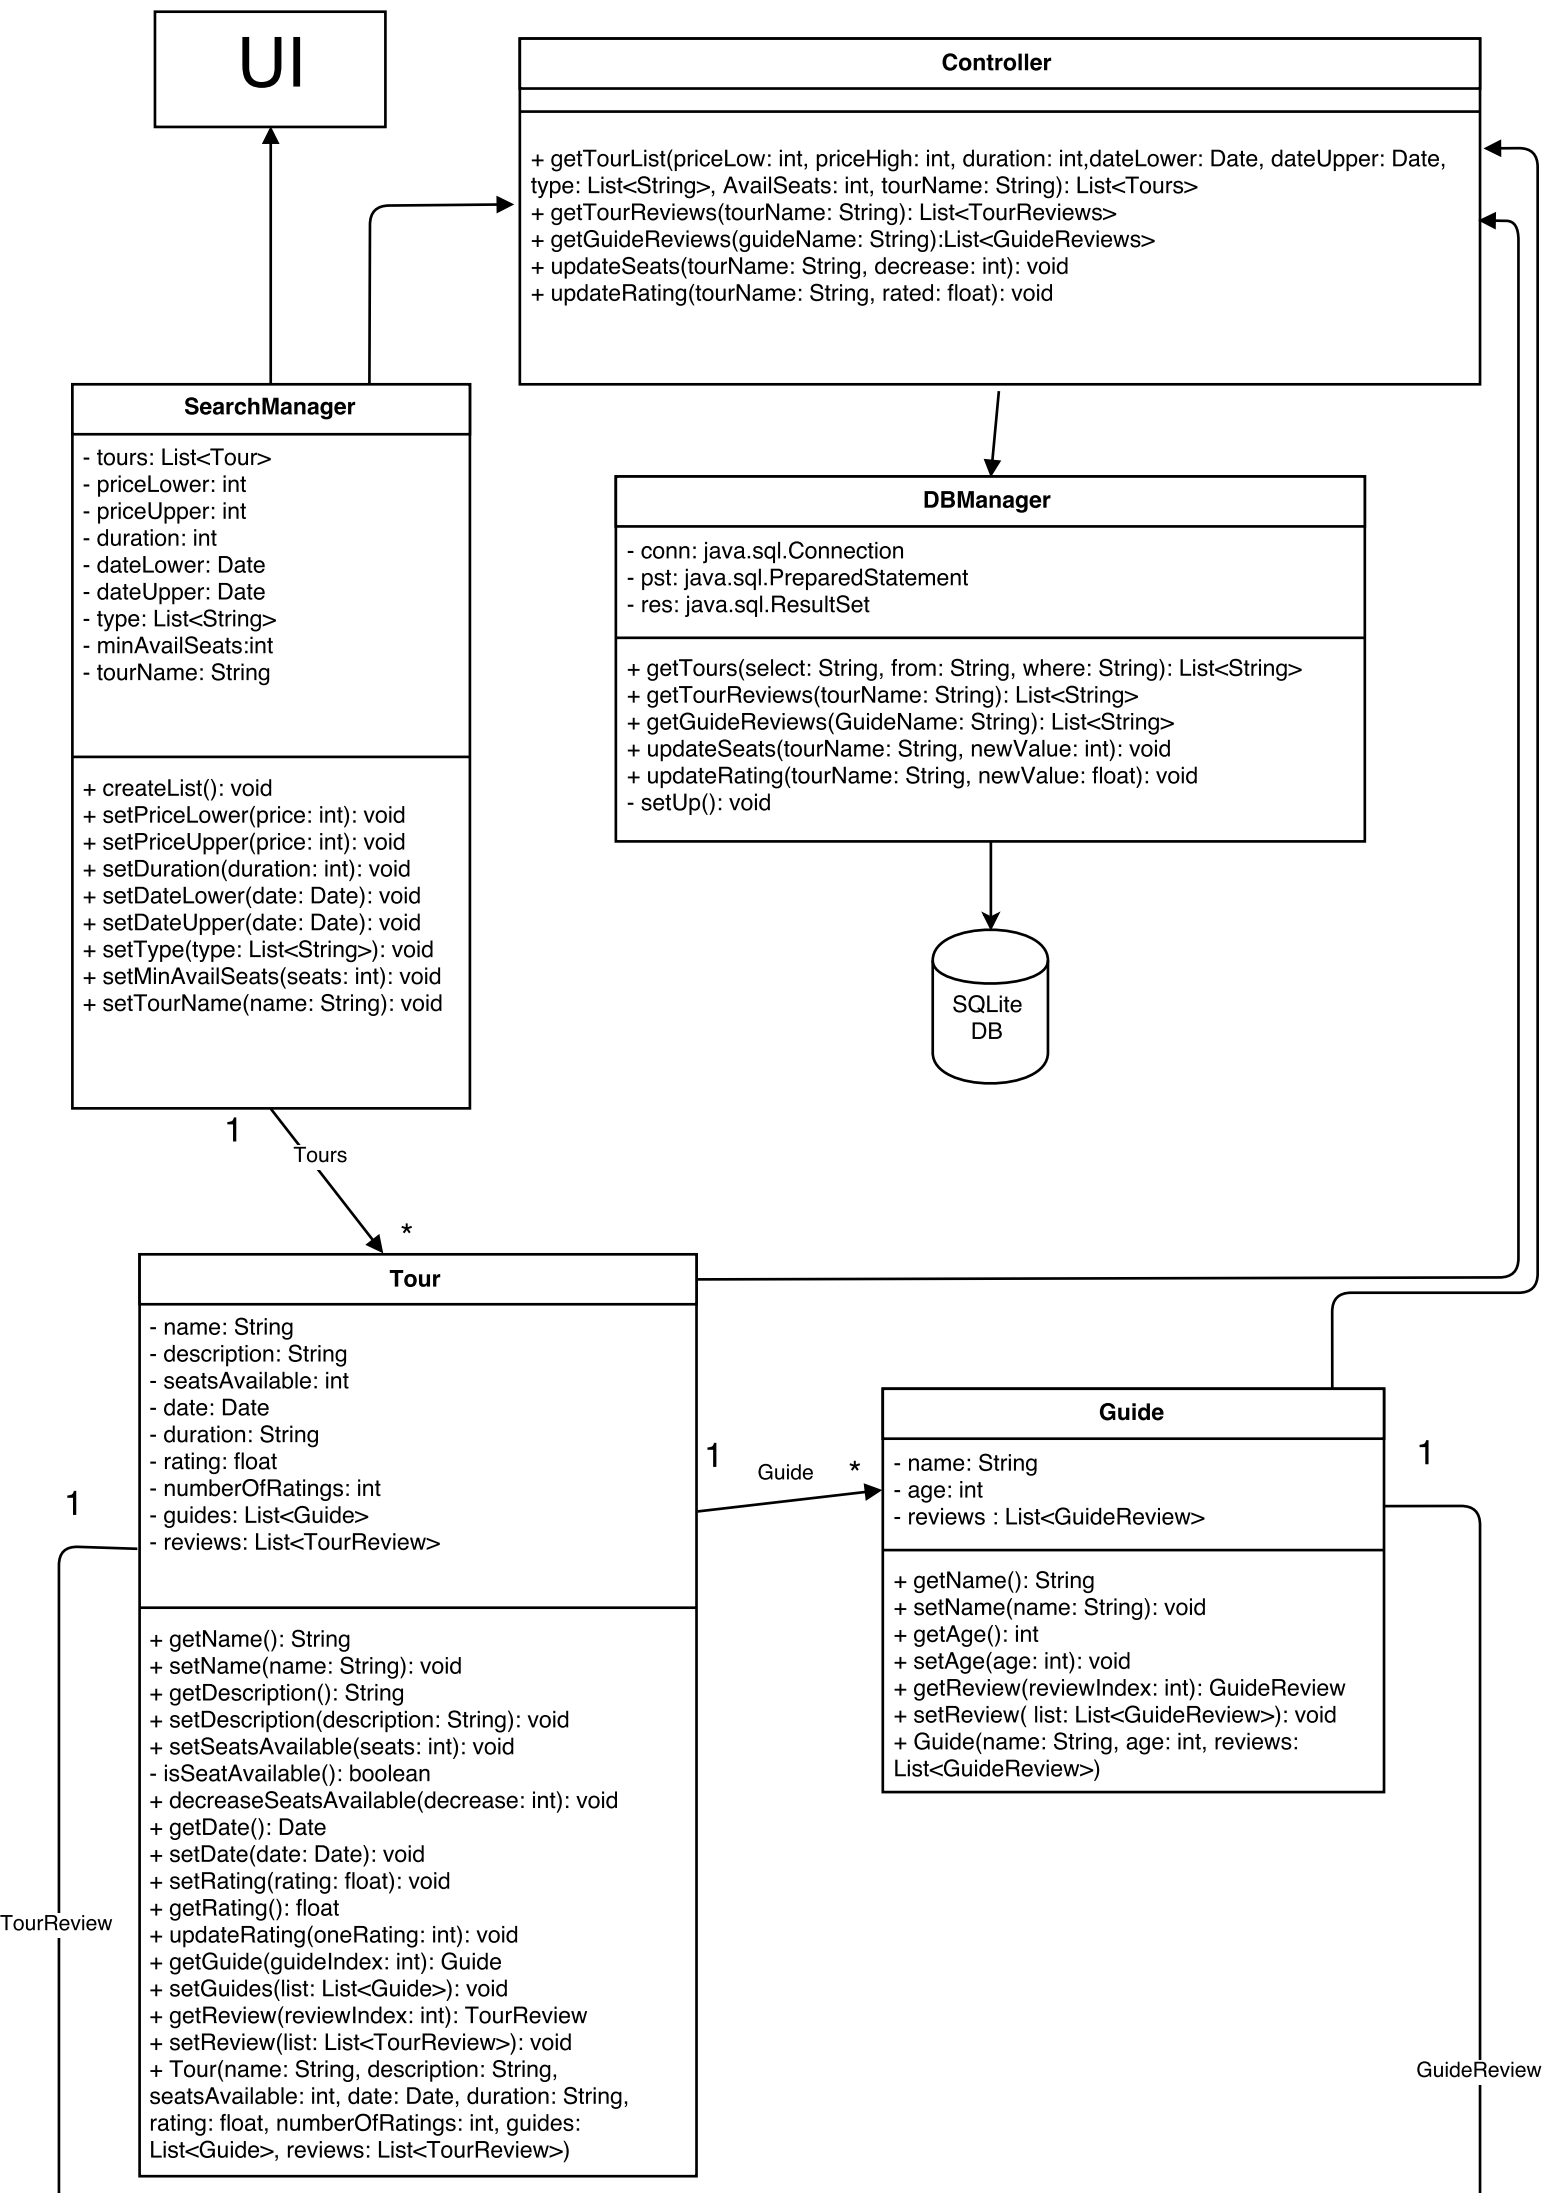 UI
Controller
+ getTourList(priceLow: int, priceHigh: int, duration: int,dateLower: Date, dateUpper: Date,
type: List<String>, AvailSeats: int, tourName: String): List<Tours>
+ getTourReviews(tourName: String): List<TourReviews>
+ getGuideReviews(guideName: String):List<GuideReviews>
+ updateSeats(tourName: String, decrease: int): void
+ updateRating(tourName: String, rated: float): void
SearchManager
- tours: List<Tour>
- priceLower: int
- priceUpper: int
- duration: int
- dateLower: Date
- dateUpper: Date
- type: List<String>
- minAvailSeats:int
- tourName: String
+ createList(): void
+ setPriceLower(price: int): void
+ setPriceUpper(price: int): void
+ setDuration(duration: int): void
+ setDateLower(date: Date): void
+ setDateUpper(date: Date): void
+ setType(type: List<String>): void
+ setMinAvailSeats(seats: int): void
+ setTourName(name: String): void
DBManager
- conn: java.sql.Connection
- pst: java.sql.PreparedStatement
- res: java.sql.ResultSet
+ getTours(select: String, from: String, where: String): List<String>
+ getTourReviews(tourName: String): List<String>
+ getGuideReviews(GuideName: String): List<String>
+ updateSeats(tourName: String, newValue: int): void
+ updateRating(tourName: String, newValue: float): void
- setUp(): void
SQLite
DB
1
Tours
*
Tour
- name: String
- description: String
- seatsAvailable: int
- date: Date
- duration: String
- rating: float
- numberOfRatings: int
- guides: List<Guide>
- reviews: List<TourReview>
+ getName(): String
+ setName(name: String): void
+ getDescription(): String
+ setDescription(description: String): void
+ setSeatsAvailable(seats: int): void
- isSeatAvailable(): boolean
+ decreaseSeatsAvailable(decrease: int): void
+ getDate(): Date
+ setDate(date: Date): void
+ setRating(rating: float): void
+ getRating(): float
+ updateRating(oneRating: int): void
+ getGuide(guideIndex: int): Guide
+ setGuides(list: List<Guide>): void
+ getReview(reviewIndex: int): TourReview
+ setReview(list: List<TourReview>): void
+ Tour(name: String, description: String,
seatsAvailable: int, date: Date, duration: String,
rating: float, numberOfRatings: int, guides:
List<Guide>, reviews: List<TourReview>)
1
TourReview
1
Guide
*
Guide
- name: String
- age: int
- reviews : List<GuideReview>
+ getName(): String
+ setName(name: String): void
+ getAge(): int
+ setAge(age: int): void
+ getReview(reviewIndex: int): GuideReview
+ setReview( list: List<GuideReview>): void
+ Guide(name: String, age: int, reviews:
List<GuideReview>)
1
GuideReview